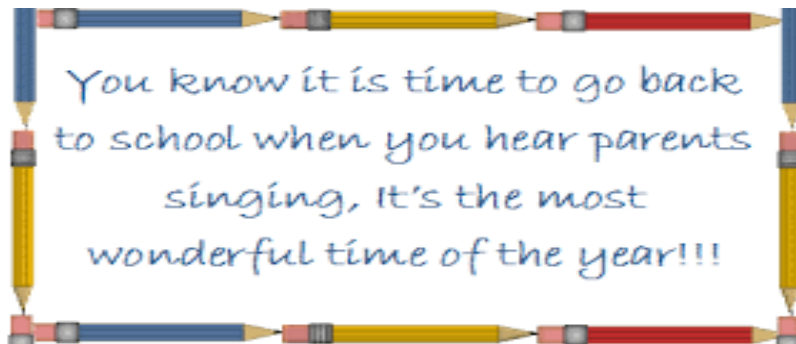 You know it is time to go back
to school when you hear parents
singing, It's the most
wonderful time of the year!!!